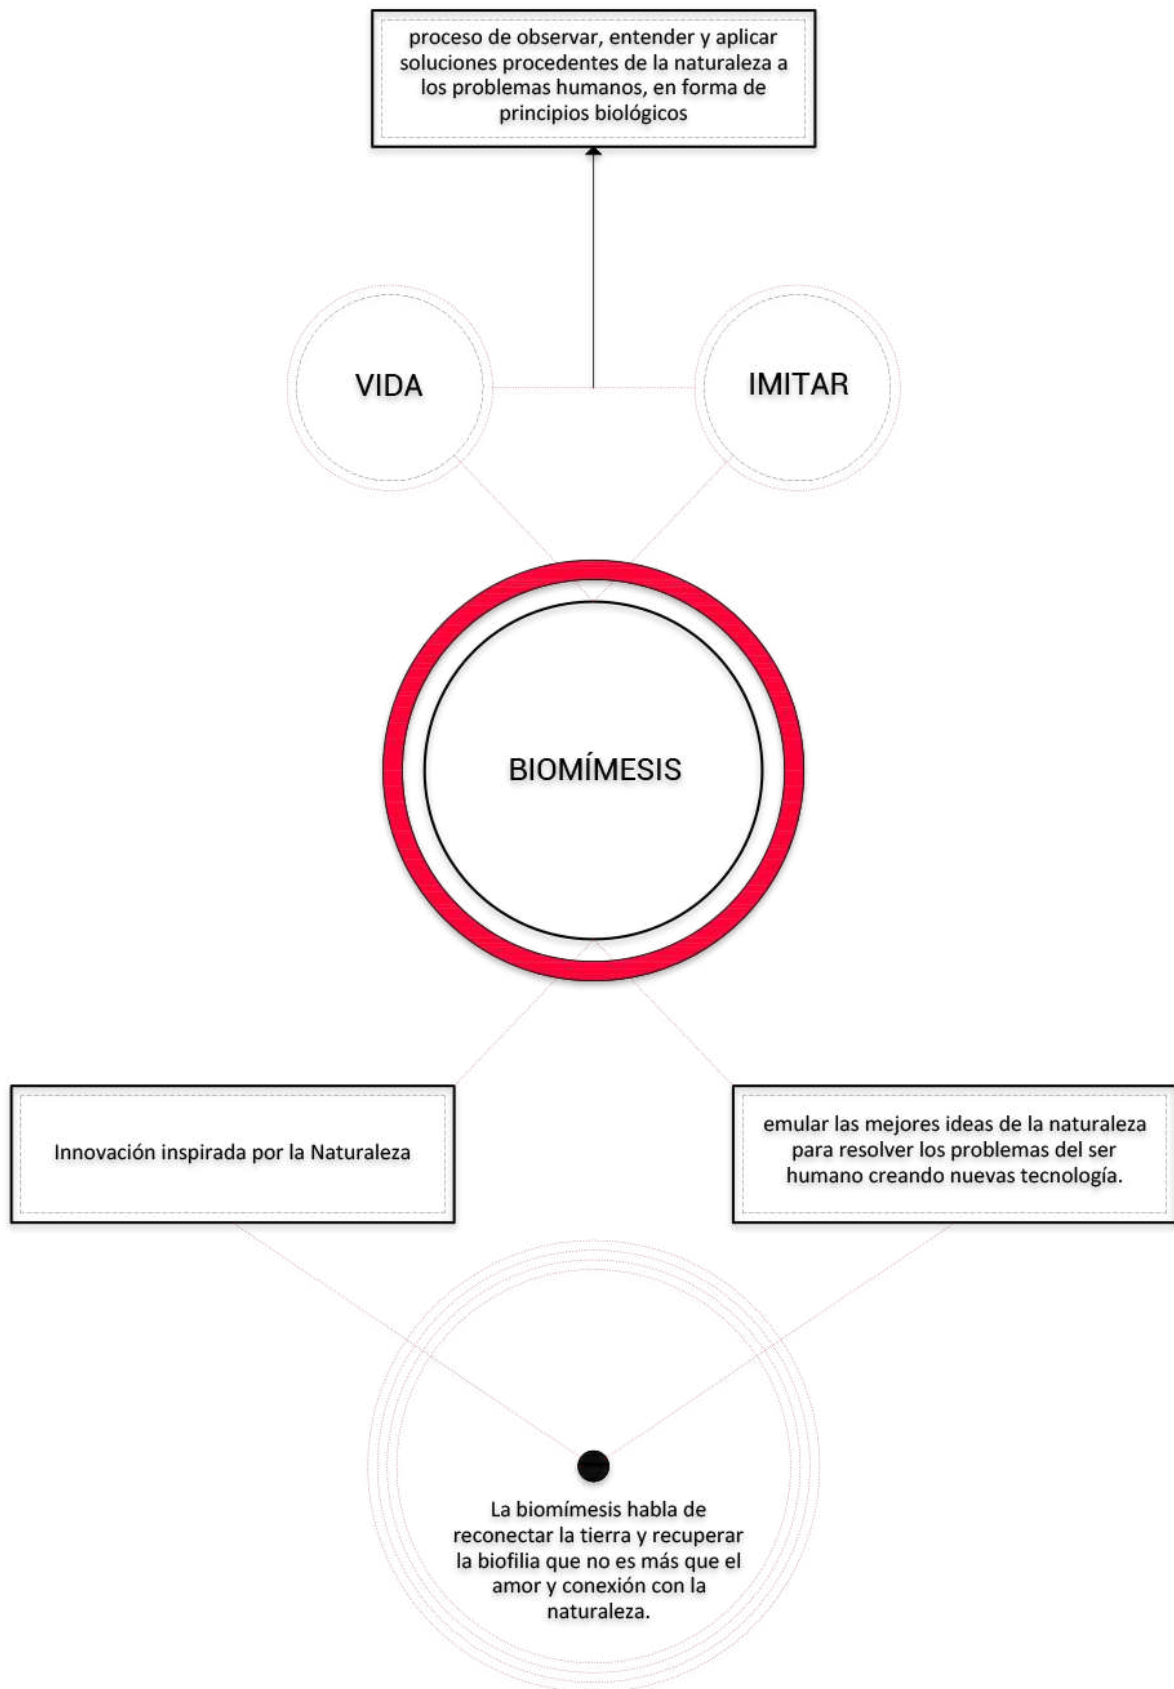 proceso de observar, entender y aplicar
soluciones procedentes de la naturaleza a
los problemas humanos, en forma de
principios biológicos
VIDA
IMITAR
BIOMÍMESIS
Innovación inspirada por la Naturaleza
emular las mejores ideas de la naturaleza
para resolver los problemas del ser
humano creando nuevas tecnología.
La biomímesis habla de
reconectar la tierra y recuperar
la biofilia que no es más que el
amor y conexión con la
naturaleza.